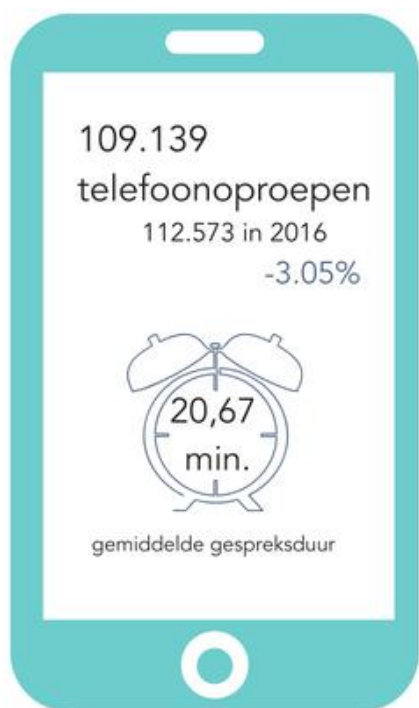 109.139
telefoonoproepen
112.573 in 2016
-3.05%
20,67
min.
gemiddelde gespreksduur